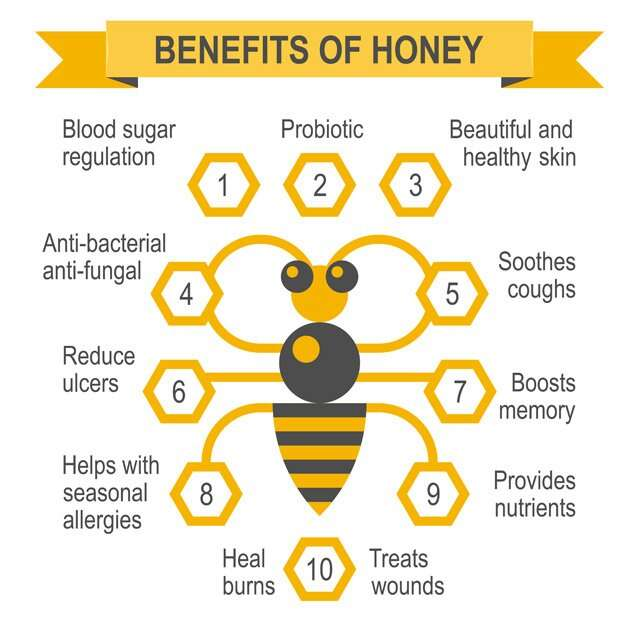 BENEFITS OF HONEY
Blood sugar
regulation
1
Probiotic
2
Beautiful and
healthy skin
3
Anti-bacterial
anti-fungal
4
Soothes
coughs
5
Reduce
ulcers
6
Boosts
memory
7
Helps with
seasonal
allergies
8
Provides
nutrients
9
Heal
burns
10
Treats
wounds